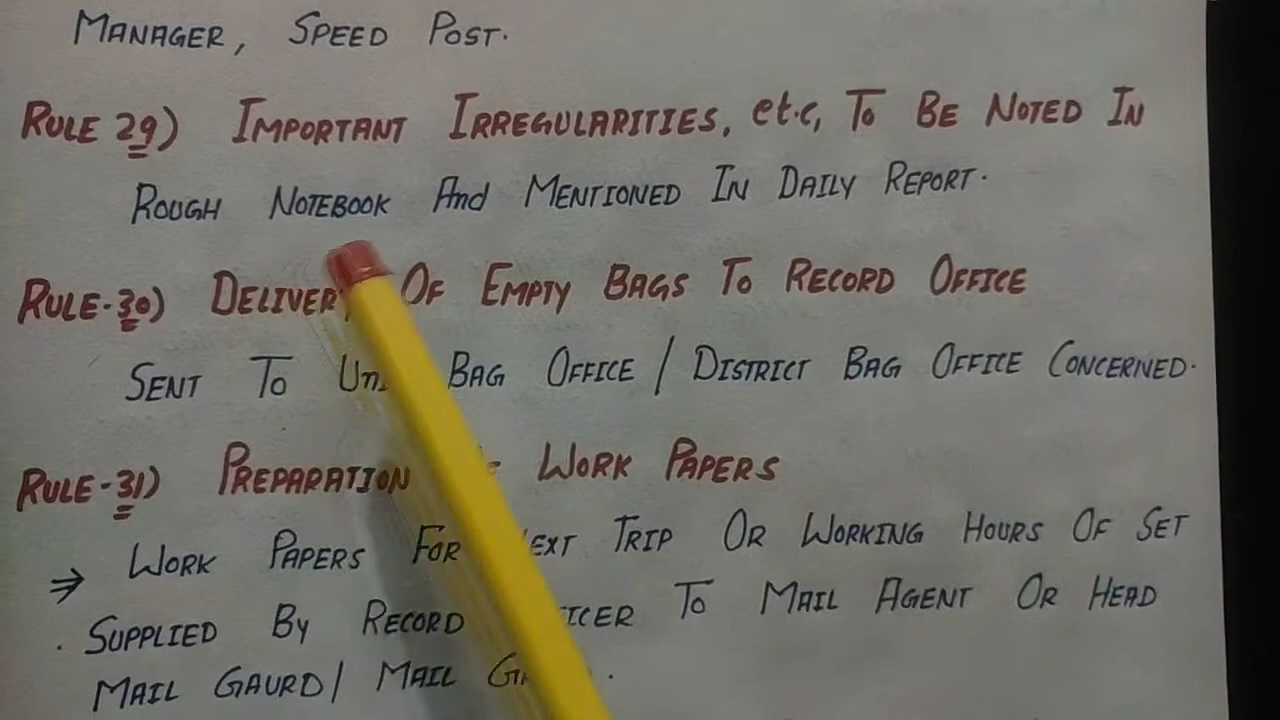 MANAGER, SPEED POST.
RULE 29) IMPORTANT IRREGULARITIES, etc, TO BE NOTED IN
ROUGH NOTEBOOK And MENTIONED IN DAILY REPORT.
RULE-30) DELIVERY OF EMPTY BAGS TO RECORD OFFICE
SENT TO BAG OFFICE / DISTRICT BAG OFFICE CONCERNED.
RULE-31) PREPARATION WORK PAPERS
⇒ WORK PAPERS FOR TRIP OR WORKING HOURS OF SET
. SUPPLIED By RECORD TO MAIL AGENT OR HEAD
MAIL GAURD/ MAIL